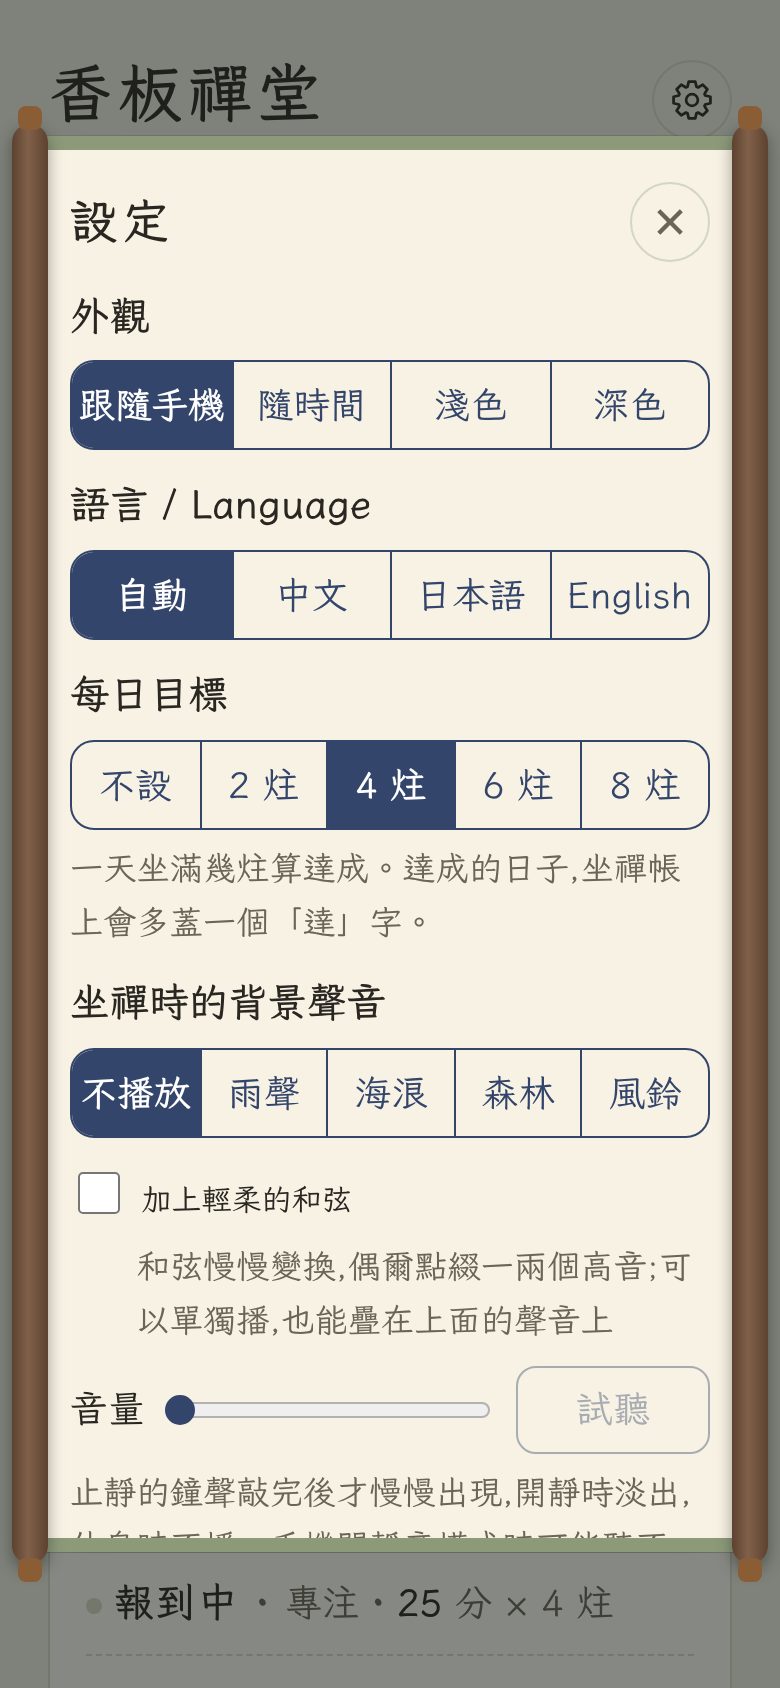 香板禪堂
設定
外觀
跟隨手機 隨時間 淺色 深色
語言 / Language
自動 中文 日本語 English
每日目標
不設 2 炷 4 炷 6 炷 8 炷
一天坐滿幾炷算達成。達成的日子,坐禪帳
上會多蓋一個「達」字。
坐禪時的背景聲音
不播放 雨聲 海浪 森林 風鈴
加上輕柔的和弦
和弦慢慢變換,偶爾點綴一兩個高音;可
以單獨播,也能疊在上面的聲音上
音量 試聽
止靜的鐘聲敲完後才慢慢出現,開靜時淡出,
報到中 · 專注 · 25 分 × 4 炷